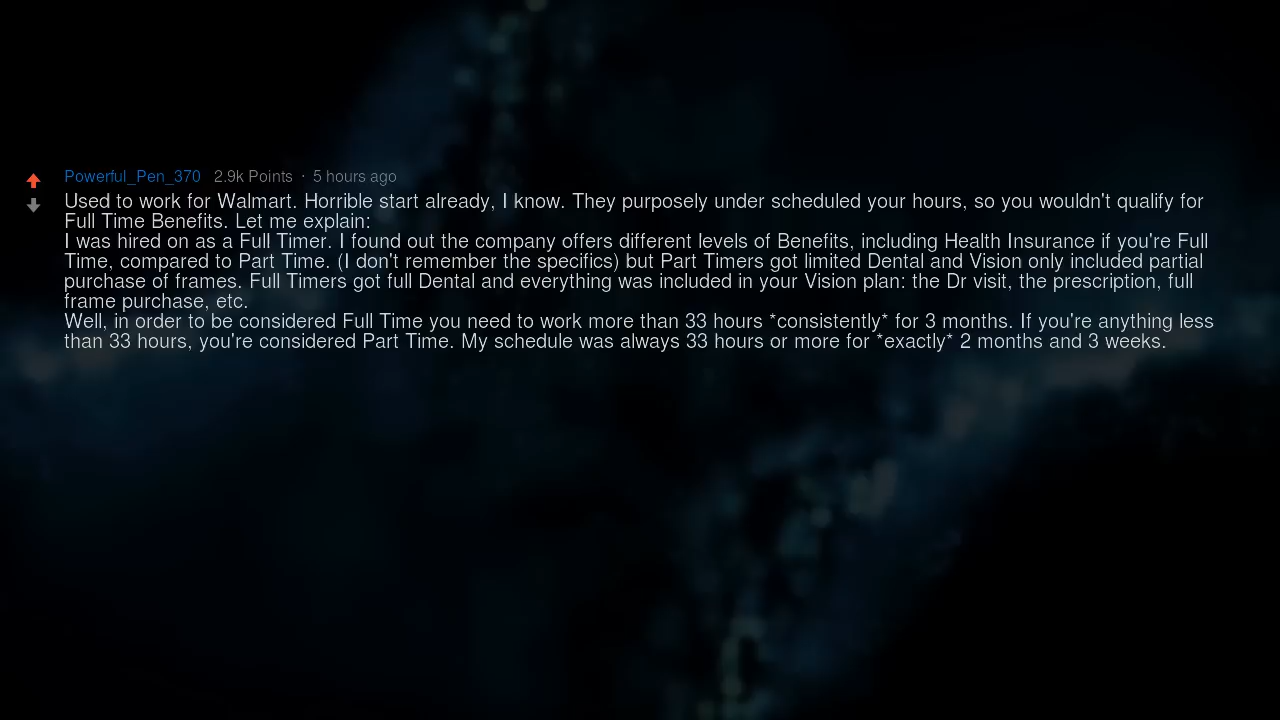 Powerful_Pen_370 2.9k Points · 5 hours ago
Used to work for Walmart. Horrible start already, I know. They purposely under scheduled your hours, so you wouldn't qualify for
Full Time Benefits. Let me explain:
I was hired on as a Full Timer. I found out the company offers different levels of Benefits, including Health Insurance if you're Full
Time, compared to Part Time. (I don't remember the specifics) but Part Timers got limited Dental and Vision only included partial
purchase of frames. Full Timers got full Dental and everything was included in your Vision plan: the Dr visit, the prescription, full
frame purchase, etc.
Well, in order to be considered Full Time you need to work more than 33 hours *consistently* for 3 months. If you're anything less
than 33 hours, you're considered Part Time. My schedule was always 33 hours or more for *exactly* 2 months and 3 weeks.